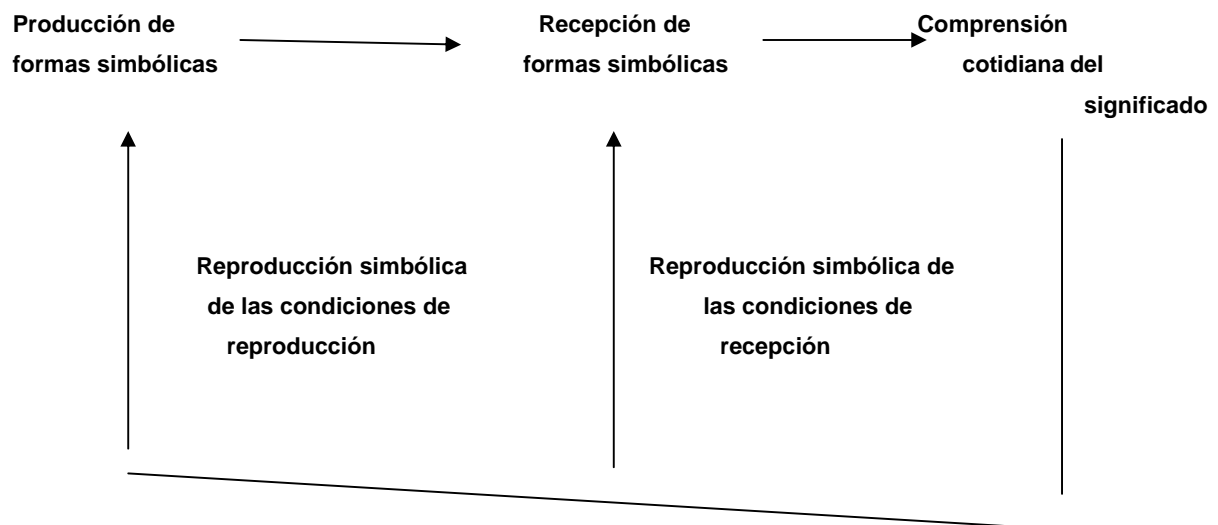 Producción de
formas simbólicas
Recepción de
formas simbólicas
Comprensión
cotidiana del
significado
Reproducción simbólica
de las condiciones de
reproducción
Reproducción simbólica de
las condiciones de
recepción